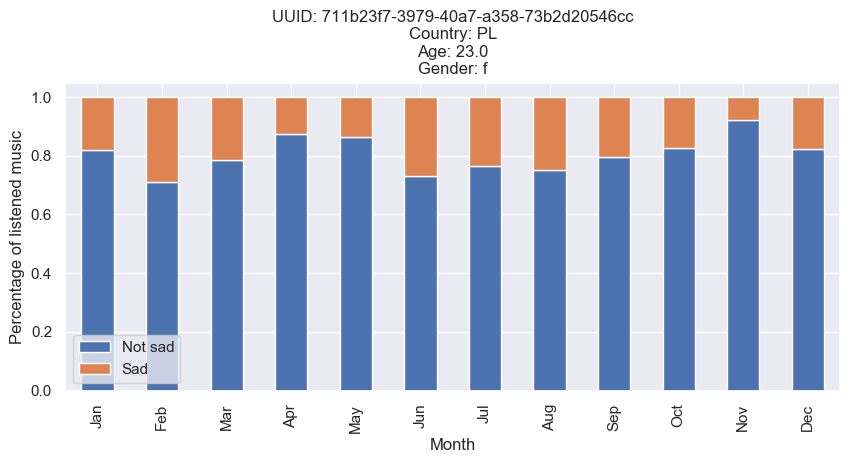 UUID: 711b23f7-3979-40a7-a358-73b2d20546cc
Country: PL
Age: 23.0
Gender: f
Percentage of listened music
1.0
0.8
0.6
0.4
0.2
0.0
Not sad
Sad
Jan
Feb
Mar
Apr
May
Jun
Jul
Aug
Sep
Oct
Nov
Dec
Month